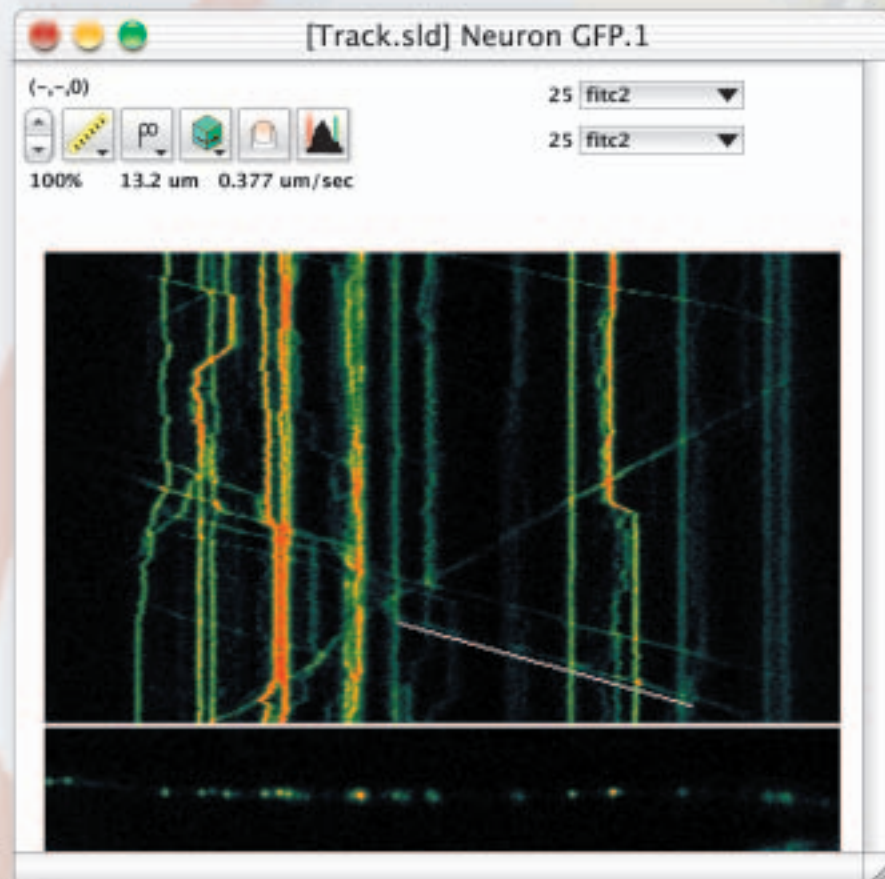 [Track.sld] Neuron GFP.1
(-,-,0)
25 fitc2
25 fitc2
100% 13.2 um 0.377 um/sec